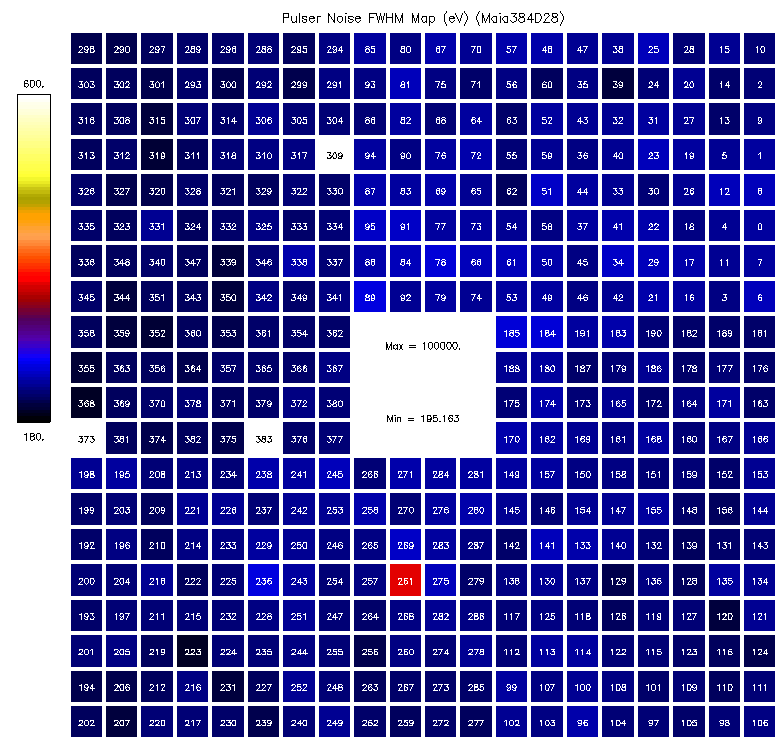 Pulser Noise FWHM Map (eV) (Maia384D28)
298 290 297 289 296 288 295 294 85 80 67 70 57 47 38 25 28 15 10
600.
303 302 301 293 300 292 299 291 93 81 75 71 56 60 35 39 24 20 14 2
316 308 315 307 314 306 305 304 86 82 68 64 63 52 43 32 31 27 13 9
313 312 319 311 318 310 317 309 94 90 76 72 55 59 36 40 23 19 5 1
326 327 320 328 321 329 322 330 87 83 69 65 62 51 44 33 30 26 12 8
335 323 331 324 332 325 333 334 95 91 77 73 54 58 37 41 22 18 4 0
336 348 340 347 339 346 338 337 88 84 78 66 61 50 45 34 29 17 11 7
345 344 351 343 350 342 349 341 89 92 79 74 53 49 46 42 21 16 3 6
358 359 352 360 353 361 354 362 185 184 191 183 190 182 189 181
Max = 100000.
355 363 356 364 357 365 366 367 188 180 187 179 186 178 177 176
368 369 370 378 371 379 372 380 175 174 173 165 172 164 171 163
Min = 195.163
180.
373 381 374 382 375 383 376 377 170 162 169 161 168 160 167 166
198 195 208 213 234 238 241 245 266 271 284 281 149 157 150 158 151 159 152 153
199 203 209 221 226 237 242 253 258 270 276 280 145 146 154 147 155 148 156 144
192 196 210 214 233 229 250 246 265 269 283 287 142 141 133 140 132 139 131 143
200 204 218 222 225 236 243 254 257 261 275 279 138 130 137 129 136 128 135 134
193 197 211 215 232 228 251 247 264 268 282 286 117 125 118 126 119 127 120 121
201 205 219 223 224 235 244 255 256 260 274 278 112 113 114 122 115 123 116 124
194 206 212 216 231 227 252 248 263 267 273 285 99 107 100 108 101 109 110 111
202 207 220 217 230 239 240 249 262 259 272 277 102 103 96 104 97 105 98 106